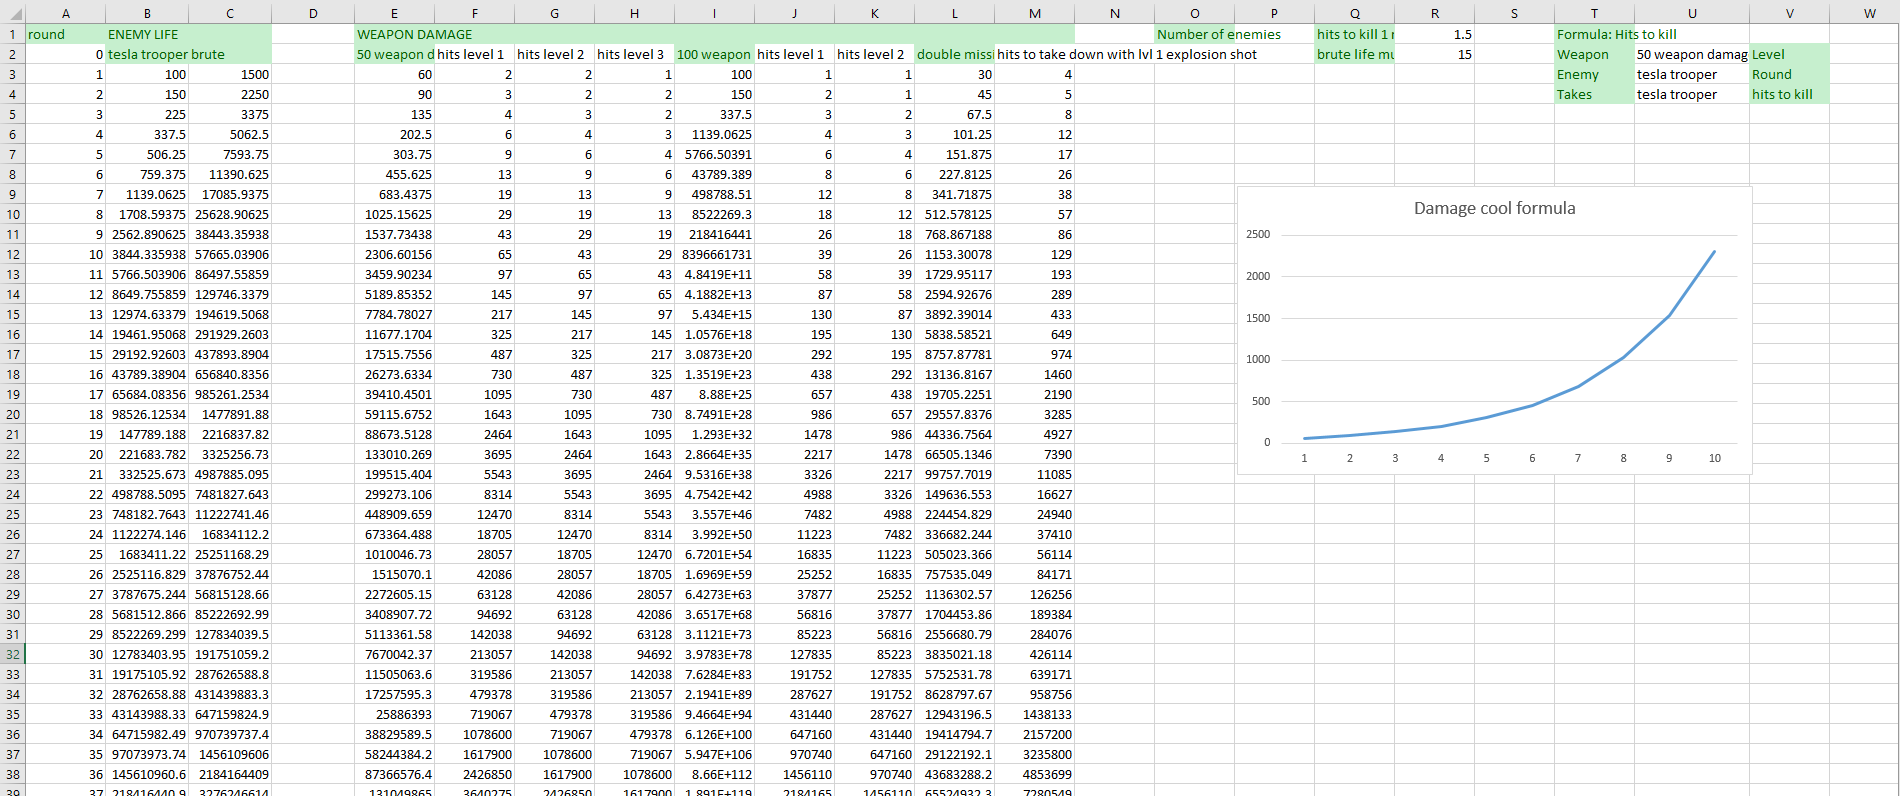 A B C D E F G H I J K L M N O P Q R S T U V W
1 round ENEMY LIFE WEAPON DAMAGE Number of enemies hits to kill 1 r 1.5 Formula: Hits to kill
2 0 tesla trooper brute 50 weapon d hits level 1 hits level 2 hits level 3 100 weapon hits level 1 hits level 2 double missi hits to take down with lvl 1 explosion shot brute life mu 15 Weapon 50 weapon damag Level
3 1 100 1500 60 2 2 1 100 1 1 30 4 Enemy tesla trooper Round
4 2 150 2250 90 3 2 2 150 2 1 45 5 Takes tesla trooper hits to kill
5 3 225 3375 135 4 3 2 337.5 3 2 67.5 8
6 4 337.5 5062.5 202.5 6 4 3 1139.0625 4 3 101.25 12
7 5 506.25 7593.75 303.75 9 6 4 5766.50391 6 4 151.875 17
8 6 759.375 11390.625 455.625 13 9 6 43789.389 8 6 227.8125 26
9 7 1139.0625 17085.9375 683.4375 19 13 9 498788.51 12 8 341.71875 38
10 8 1708.59375 25628.90625 1025.15625 29 19 13 8522269.3 18 12 512.578125 57
11 9 2562.890625 38443.35938 1537.73438 43 29 19 218416441 26 18 768.867188 86
12 10 3844.335938 57665.03906 2306.60156 65 43 29 8396661731 39 26 1153.30078 129
13 11 5766.503906 86497.55859 3459.90234 97 65 43 4.8419E+11 58 39 1729.95117 193
14 12 8649.755859 129746.3379 5189.85352 145 97 65 4.1882E+13 87 58 2594.92676 289
15 13 12974.63379 194619.5068 7784.78027 217 145 97 5.434E+15 130 87 3892.39014 433
16 14 19461.95068 291929.2603 11677.1704 325 217 145 1.0576E+18 195 130 5838.58521 649
17 15 29192.92603 437893.8904 17515.7556 487 325 217 3.0873E+20 292 195 8757.87781 974
18 16 43789.38904 656840.8356 26273.6334 730 487 325 1.3519E+23 438 292 13136.8167 1460
19 17 65684.08356 985261.2534 39410.4501 1095 730 487 8.88E+25 657 438 19705.2251 2190
20 18 98526.12534 1477891.88 59115.6752 1643 1095 730 8.7491E+28 986 657 29557.8376 3285
21 19 147789.188 2216837.82 88673.5128 2464 1643 1095 1.293E+32 1478 986 44336.7564 4927
22 20 221683.782 3325256.73 133010.269 3695 2464 1643 2.8664E+35 2217 1478 66505.1346 7390
23 21 332525.673 4987885.095 199515.404 5543 3695 2464 9.5316E+38 3326 2217 99757.7019 11085
24 22 498788.5095 7481827.643 299273.106 8314 5543 3695 4.7542E+42 4988 3326 149636.553 16627
25 23 748182.7643 11222741.46 448909.659 12470 8314 5543 3.557E+46 7482 4988 224454.829 24940
26 24 1122274.146 16834112.2 673364.488 18705 12470 8314 3.992E+50 11223 7482 336682.244 37410
27 25 1683411.22 25251168.29 1010046.73 28057 18705 12470 6.7201E+54 16835 11223 505023.366 56114
28 26 2525116.829 37876752.44 1515070.1 42086 28057 18705 1.6969E+59 25252 16835 757535.049 84171
29 27 3787675.244 56815128.66 2272605.15 63128 42086 28057 6.4273E+63 37877 25252 1136302.57 126256
30 28 5681512.866 85222692.99 3408907.72 94692 63128 42086 3.6517E+68 56816 37877 1704453.86 189384
31 29 8522269.299 127834039.5 5113361.58 142038 94692 63128 3.1121E+73 85223 56816 2556680.79 284076
32 30 12783403.95 191751059.2 7670042.37 213057 142038 94692 3.9783E+78 127835 85223 3835021.18 426114
33 31 19175105.92 287626588.8 11505063.6 319586 213057 142038 7.6284E+83 191752 127835 5752531.78 639171
34 32 28762658.88 431439883.3 17257595.3 479378 319586 213057 2.1941E+89 287627 191752 8628797.67 958756
35 33 43143988.33 647159824.9 25886393 719067 479378 319586 9.4664E+94 431440 287627 12943196.5 1438133
36 34 64715982.49 970739737.4 38829589.5 1078600 719067 479378 6.126E+100 647160 431440 19414794.7 2157200
37 35 97073973.74 1456109606 58244384.2 1617900 1078600 719067 5.947E+106 970740 647160 29122192.1 3235800
38 36 145610960.6 2184164409 87366576.4 2426850 1617900 1078600 8.66E+112 1456110 970740 43683288.2 4853699
39 37 218416440.9 3276246614 131049865 3640275 2426850 1617900 1.891E+119 2184165 1456110 65524932.3 7280549
Damage cool formula
2500
2000
1500
1000
500
0
1 2 3 4 5 6 7 8 9 10